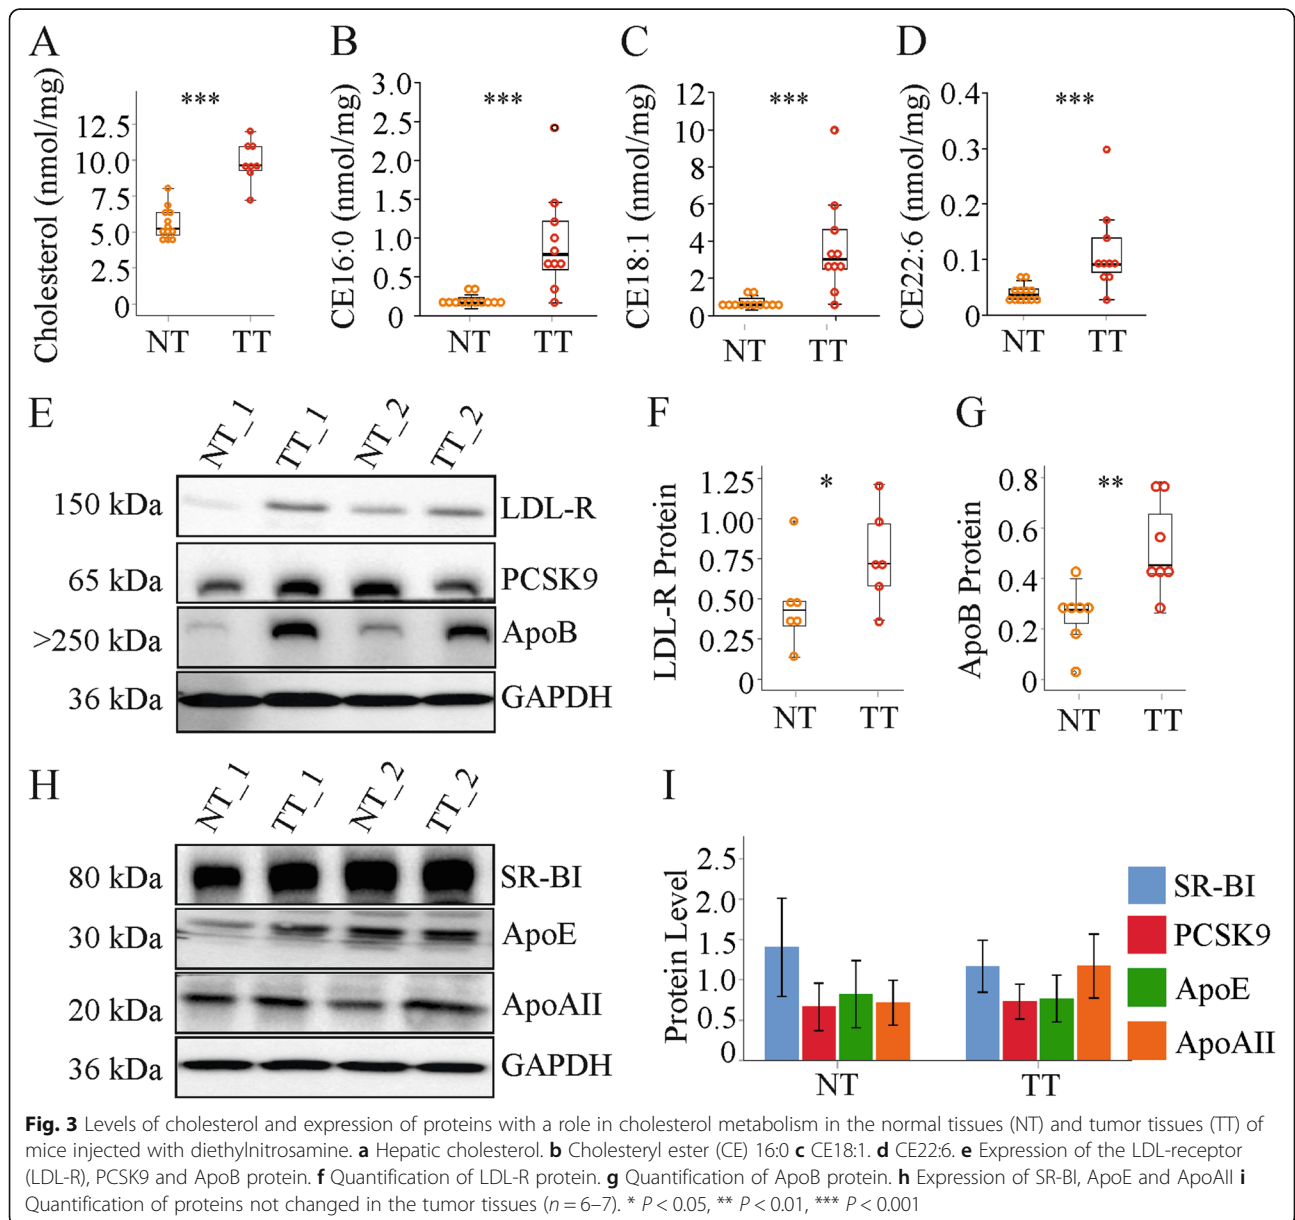 A
Cholesterol (nmol/mg)
***
12.5
10.0
7.5
5.0
2.5
0
NT TT
B
CE16:0 (nmol/mg)
***
3.0
2.5
2.0
1.5
1.0
0.5
0
NT TT
C
CE18:1 (nmol/mg)
***
12
10
8
6
4
2
0
NT TT
D
CE22:6 (nmol/mg)
***
0.4
0.3
0.2
0.1
0
NT TT
E
NT_1 TT_1 NT_2 TT_2
150 kDa LDL-R
65 kDa PCSK9
>250 kDa ApoB
36 kDa GAPDH
F
LDL-R Protein
*
1.25
1.00
0.75
0.50
0.25
0
NT TT
G
ApoB Protein
**
0.8
0.6
0.4
0.2
0
NT TT
H
NT_1 TT_1 NT_2 TT_2
80 kDa SR-BI
30 kDa ApoE
20 kDa ApoAII
36 kDa GAPDH
I
Protein Level
2.5
2.0
1.5
1.0
0.5
0
NT TT
SR-BI
PCSK9
ApoE
ApoAII
Fig. 3 Levels of cholesterol and expression of proteins with a role in cholesterol metabolism in the normal tissues (NT) and tumor tissues (TT) of
mice injected with diethylnitrosamine. a Hepatic cholesterol. b Cholesteryl ester (CE) 16:0 c CE18:1. d CE22:6. e Expression of the LDL-receptor
(LDL-R), PCSK9 and ApoB protein. f Quantification of LDL-R protein. g Quantification of ApoB protein. h Expression of SR-BI, ApoE and ApoAII i
Quantification of proteins not changed in the tumor tissues (n = 6–7). * P < 0.05, ** P < 0.01, *** P < 0.001